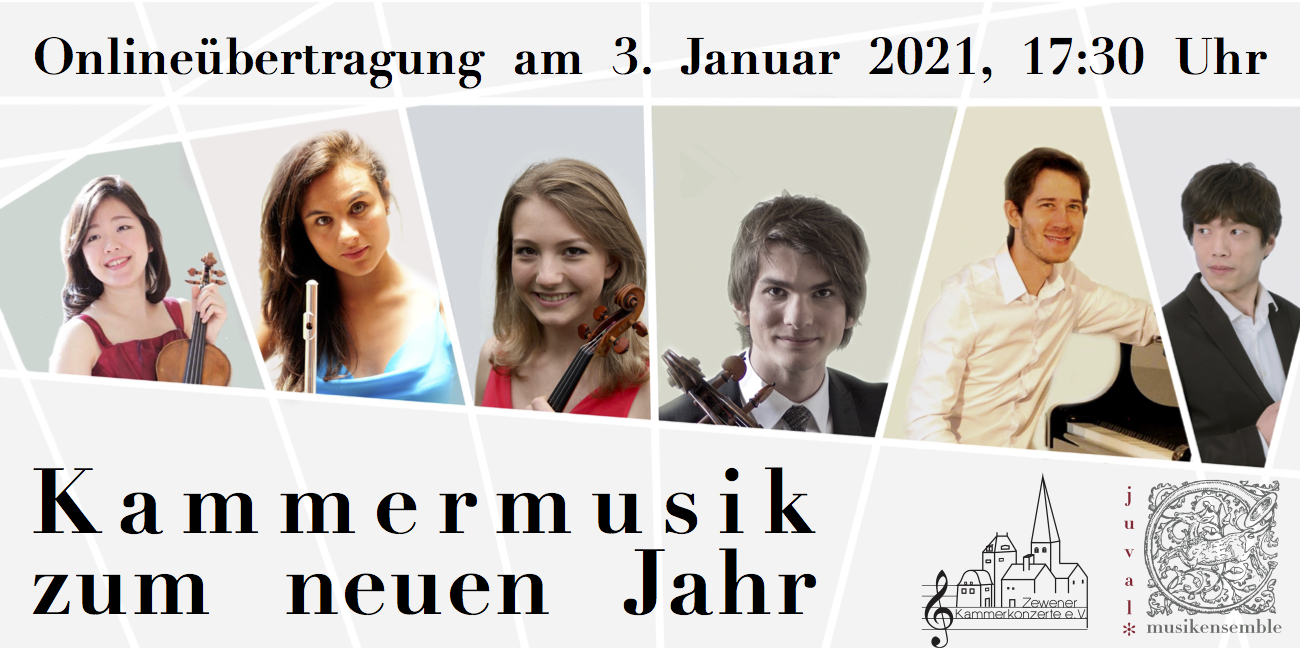 Onlineübertragung am 3. Januar 2021, 17:30 Uhr
Kammermusik
zum neuen Jahr
Zewener
Kammerkonzerte e.V.
juval*
musikensemble